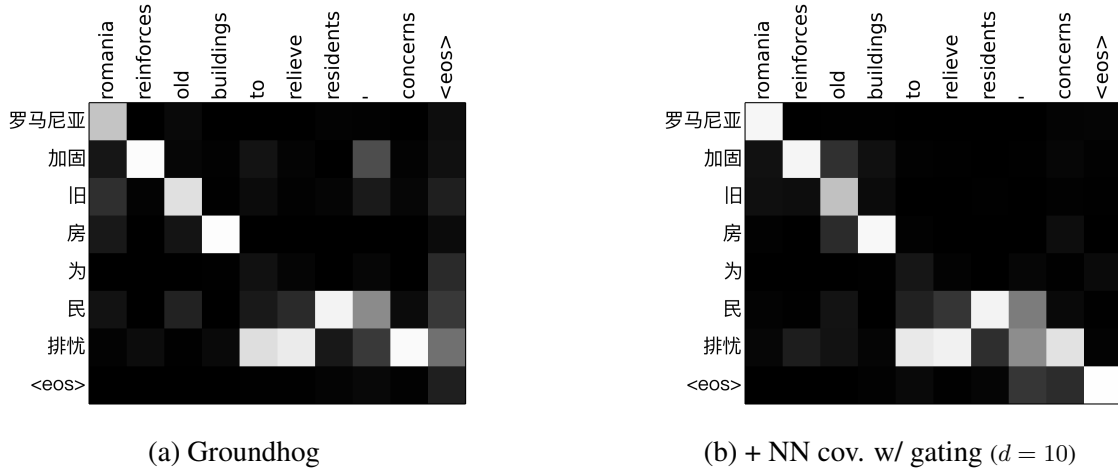 romania reinforces old buildings to relieve residents ' concerns <eos>
罗马尼亚
加固
旧
房
为
民
排忧
<eos>
(a) Groundhog
romania reinforces old buildings to relieve residents ' concerns <eos>
罗马尼亚
加固
旧
房
为
民
排忧
<eos>
(b) + NN cov. w/ gating (d = 10)